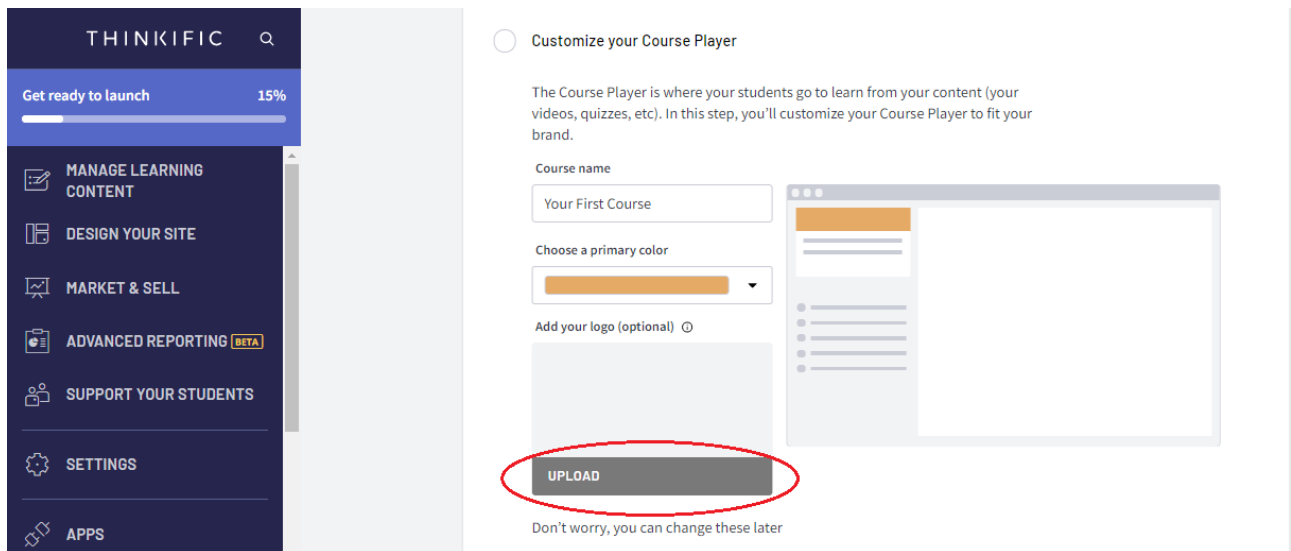 THINKIFIC
Get ready to launch 15%
MANAGE LEARNING
CONTENT
DESIGN YOUR SITE
MARKET & SELL
ADVANCED REPORTING BETA
SUPPORT YOUR STUDENTS
SETTINGS
APPS
Customize your Course Player
The Course Player is where your students go to learn from your content (your
videos, quizzes, etc). In this step, you’ll customize your Course Player to fit your
brand.
Course name
Your First Course
Choose a primary color
Add your logo (optional)
UPLOAD
Don’t worry, you can change these later